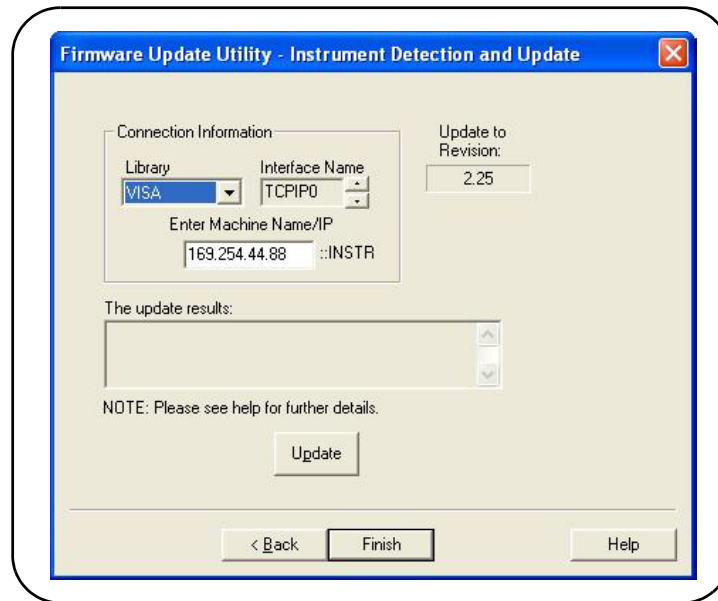 Firmware Update Utility - Instrument Detection and Update
Connection Information
Library
Interface Name
VISA
TCPIP0
Enter Machine Name/IP
169.254.44.88 ::INSTR
Update to
Revision:
2.25
The update results:
NOTE: Please see help for further details.
Update
< Back
Finish
Help